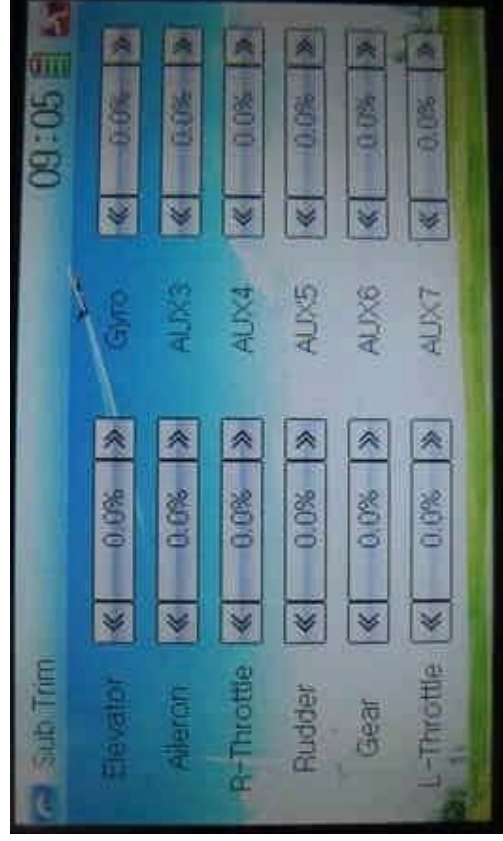 Sub Trim 09:05
Elevator « 0.0% » Gyro « 0.0% »
Aileron « 0.0% » AUX3 « 0.0% »
R-Throttle « 0.0% » AUX4 « 0.0% »
Rudder « 0.0% » AUX5 « 0.0% »
Gear « 0.0% » AUX6 « 0.0% »
L-Throttle « 0.0% » AUX7 « 0.0% »